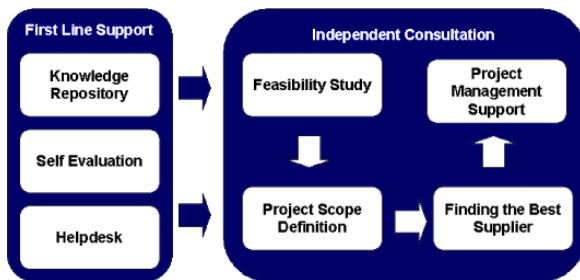 First Line Support
Knowledge
Repository
Self Evaluation
Helpdesk
Independent Consultation
Feasibility Study
Project
Management
Support
Project Scope
Definition
Finding the Best
Supplier